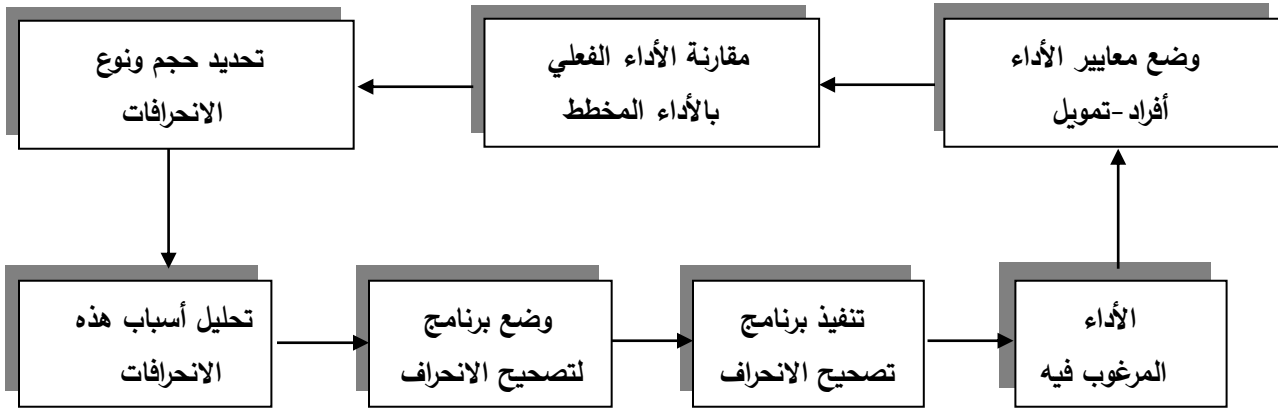 وضع معايير الأداء
أفراد-تمويل
مقارنة الأداء الفعلي
بالأداء المخطط
تحديد حجم ونوع
الانحرافات
تحليل أسباب هذه
الانحرافات
وضع برنامج
لتصحيح الانحراف
تنفيذ برنامج
تصحيح الانحراف
الأداء
المرغوب فيه